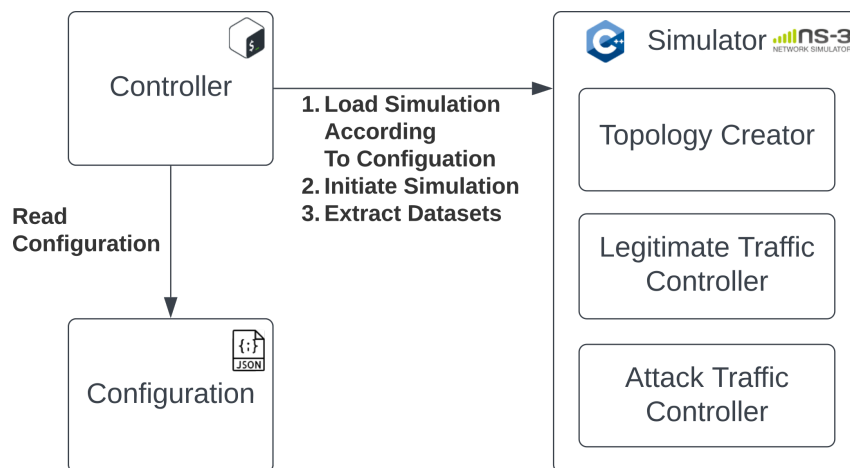 $_
Controller
1. Load Simulation
According
To Configuation
2. Initiate Simulation
3. Extract Datasets
Read
Configuration
{;}
JSON
Configuration
C++
Simulator
NS-3
NETWORK SIMULATOR
Topology Creator
Legitimate Traffic
Controller
Attack Traffic
Controller